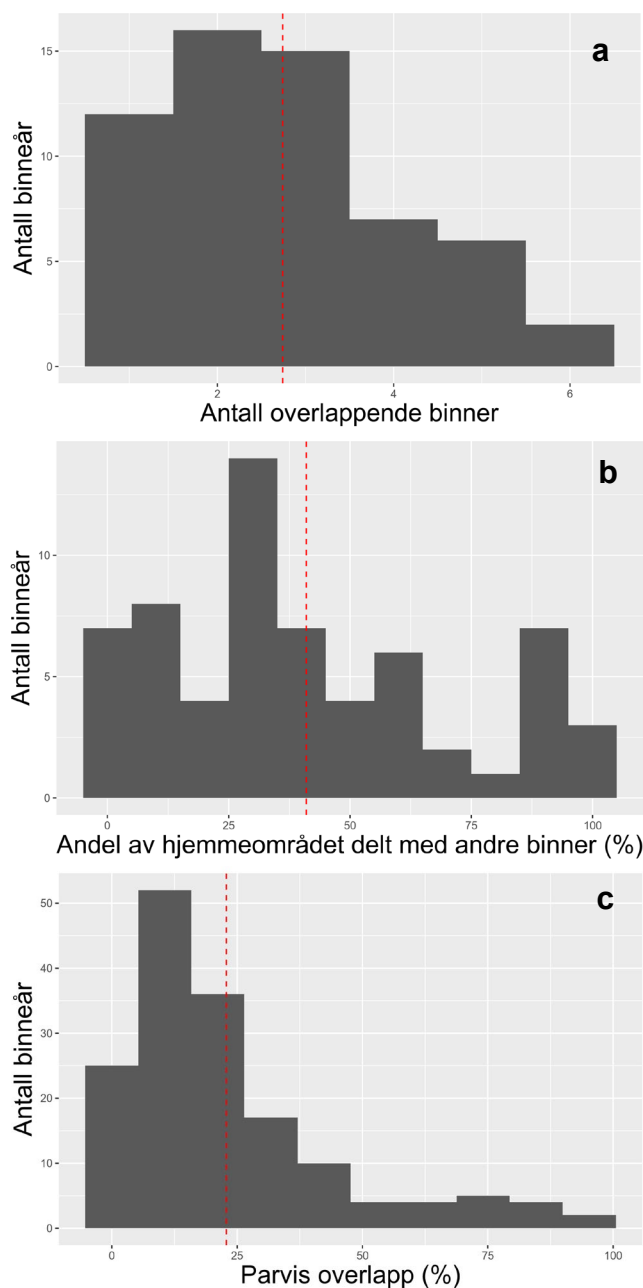 a
15
10
5
0
Antall binneår
2
4
6
Antall overlappende binner
b
10
5
0
Antall binneår
0
25
50
75
100
Andel av hjemmeområdet delt med andre binner (%)
c
50
40
30
20
10
0
Antall binneår
0
25
50
75
100
Parvis overlapp (%)